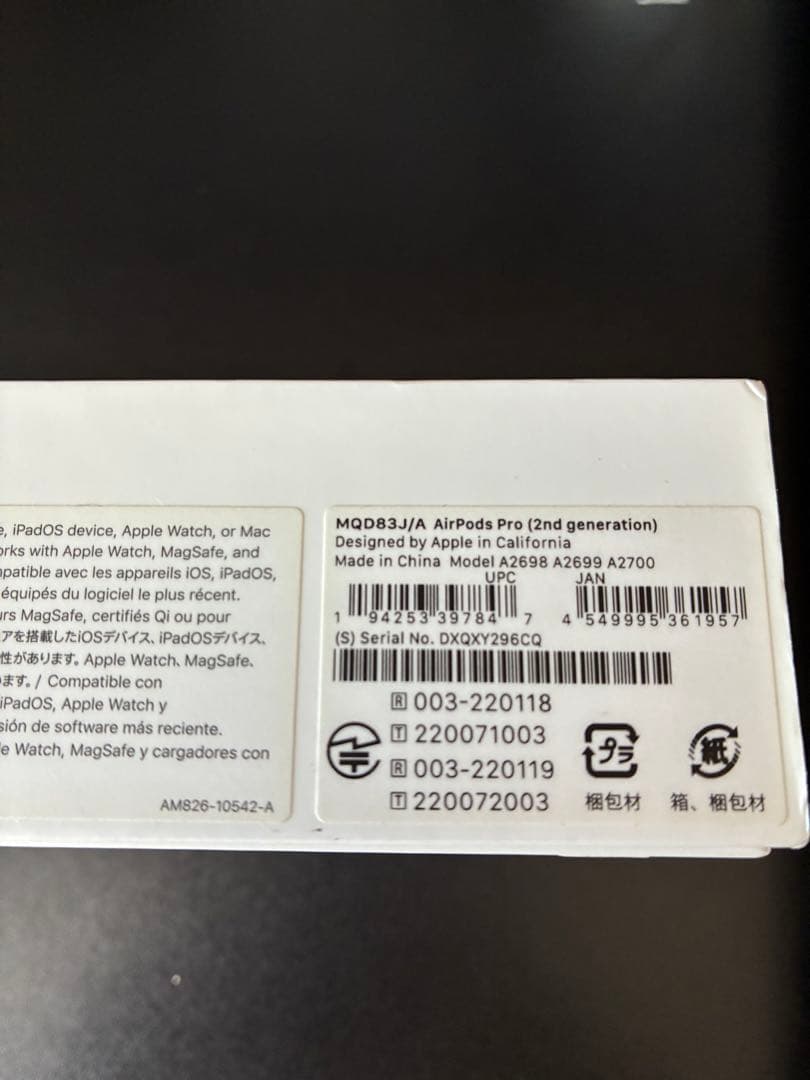 e, iPadOS device, Apple Watch, or Mac
orks with Apple Watch, MagSafe, and
mpatible avec les appareils iOS, iPadOS,
équipés du logiciel le plus récent.
urs MagSafe, certifiés Qi ou pour
アを搭載したiOSデバイス、iPadOSデバイス、
性があります。Apple Watch、MagSafe、
ます。/ Compatible con
iPadOS, Apple Watch y
sión de software más reciente.
le Watch, MagSafe y cargadores con
AM826-10542-A
MQD83J/A AirPods Pro (2nd generation)
Designed by Apple in California
Made in China Model A2698 A2699 A2700
UPC JAN
1 94253 39784 7 4 549995 361957
(S) Serial No. DXQXY296CQ
R 003-220118
T 220071003
R 003-220119
T 220072003
プラ
梱包材
紙
箱、梱包材